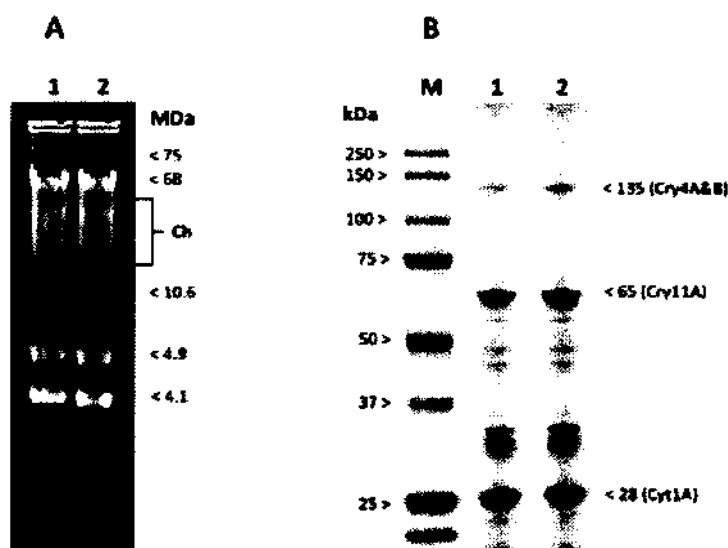 A
B
1 2
MDa
< 75
< 68
Ch
< 10.6
< 4.9
< 4.1
kDa
M 1 2
250 >
150 >
100 >
75 >
50 >
37 >
25 >
< 135 (Cry4A&B)
< 65 (Cry11A)
< 28 (Cyt1A)